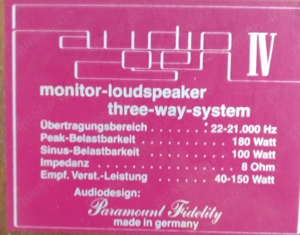 audio ger IV
monitor-loudspeaker
three-way-system
Übertragungsbereich . . . . . . . 22-21.000 Hz
Peak-Belastbarkeit . . . . . . . . . . 180 Watt
Sinus-Belastbarkeit . . . . . . . . . . 100 Watt
Impedanz . . . . . . . . . . . . . . . . . 8 Ohm
Empf. Verst.-Leistung . . . . . 40-150 Watt
Audiodesign:
Paramount Fidelity
made in germany